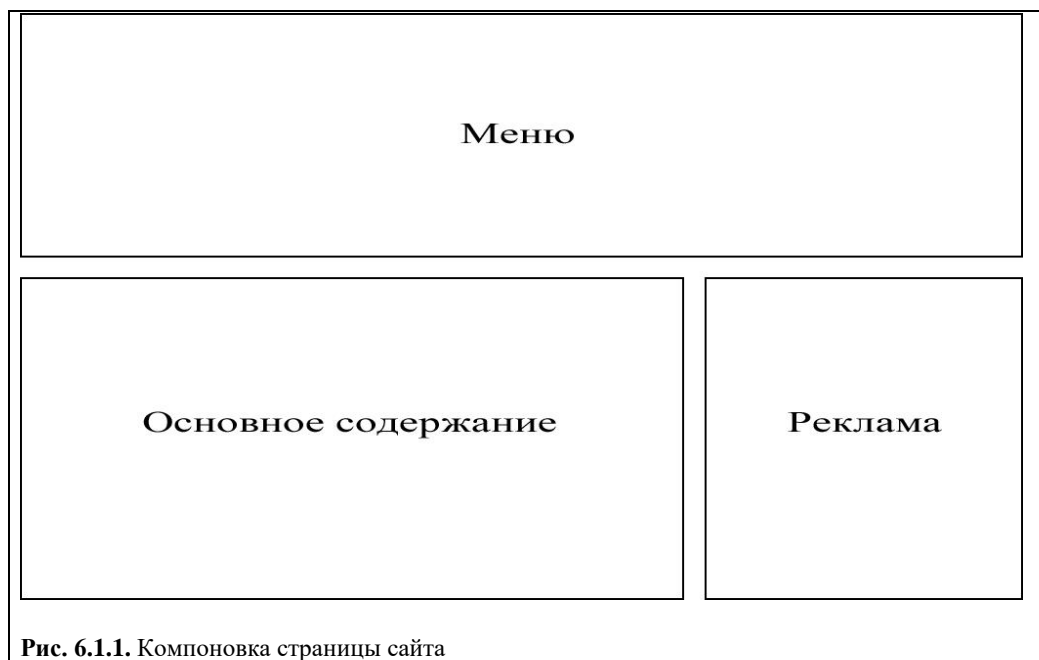 Меню
Основное содержание
Реклама
Рис. 6.1.1. Компоновка страницы сайта